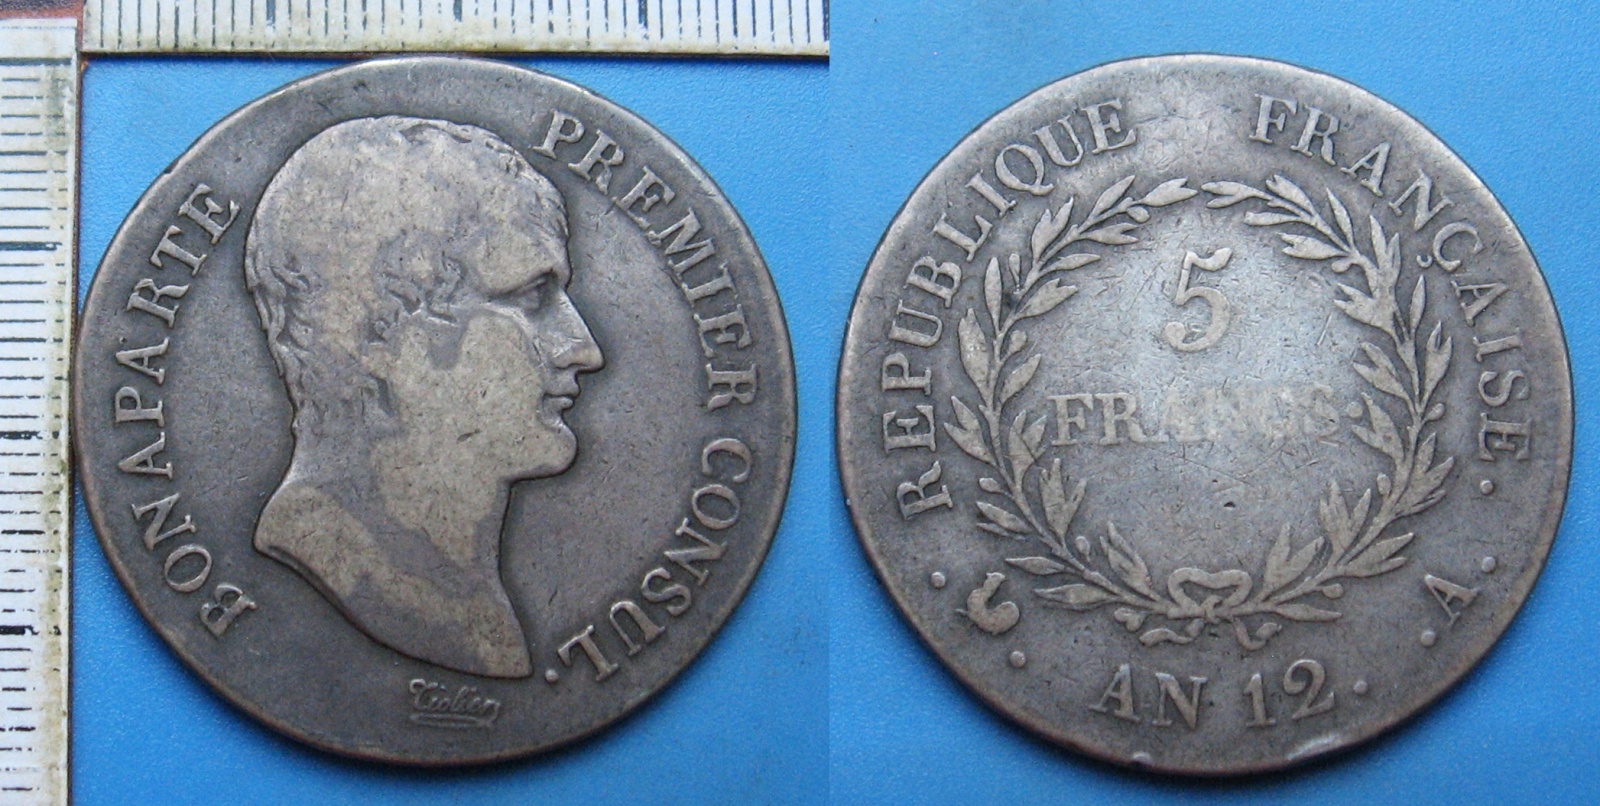 BONAPARTE PREMIER CONSUL.
Tiolier
REPUBLIQUE FRANÇAISE.
5
FRANCS.
AN 12.
A